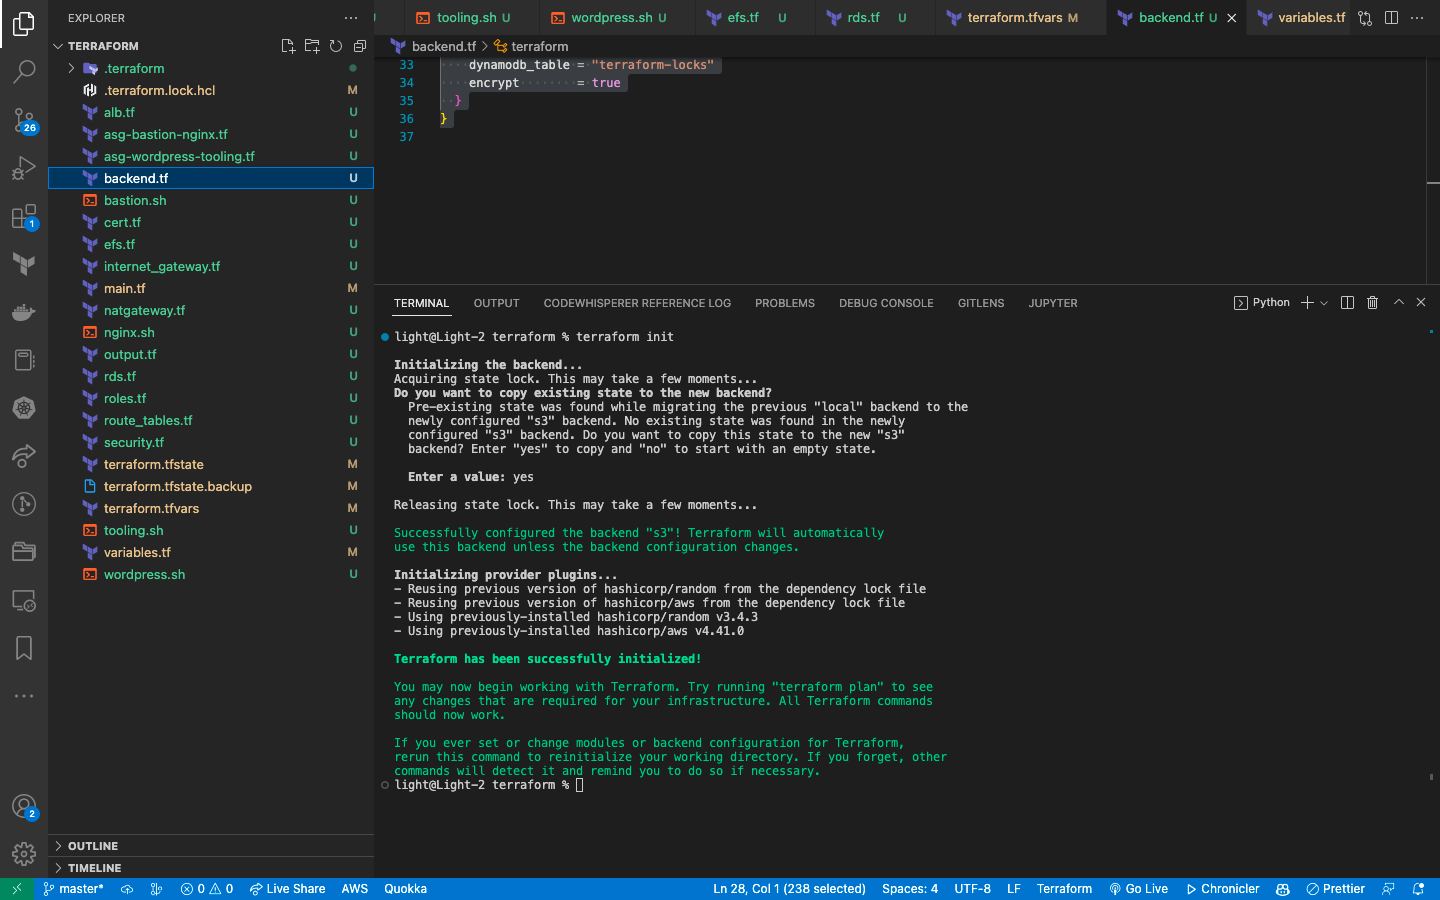 EXPLORER
TERRAFORM
.terraform
.terraform.lock.hcl M
alb.tf U
asg-bastion-nginx.tf U
asg-wordpress-tooling.tf U
backend.tf U
bastion.sh U
cert.tf U
efs.tf U
internet_gateway.tf U
main.tf M
natgateway.tf U
nginx.sh U
output.tf U
rds.tf U
roles.tf U
route_tables.tf U
security.tf U
terraform.tfstate M
terraform.tfstate.backup M
terraform.tfvars M
tooling.sh U
variables.tf M
wordpress.sh U
OUTLINE
TIMELINE
26
1
2
U tooling.sh U wordpress.sh U efs.tf U rds.tf U terraform.tfvars M backend.tf U variables.tf
backend.tf > terraform
33 dynamodb_table = "terraform-locks"
34 encrypt = true
35 }
36 }
37
TERMINAL OUTPUT CODEWHISPERER REFERENCE LOG PROBLEMS DEBUG CONSOLE GITLENS JUPYTER Python
light@Light-2 terraform % terraform init
Initializing the backend...
Acquiring state lock. This may take a few moments...
Do you want to copy existing state to the new backend?
Pre-existing state was found while migrating the previous "local" backend to the
newly configured "s3" backend. No existing state was found in the newly
configured "s3" backend. Do you want to copy this state to the new "s3"
backend? Enter "yes" to copy and "no" to start with an empty state.
Enter a value: yes
Releasing state lock. This may take a few moments...
Successfully configured the backend "s3"! Terraform will automatically
use this backend unless the backend configuration changes.
Initializing provider plugins...
- Reusing previous version of hashicorp/random from the dependency lock file
- Reusing previous version of hashicorp/aws from the dependency lock file
- Using previously-installed hashicorp/random v3.4.3
- Using previously-installed hashicorp/aws v4.41.0
Terraform has been successfully initialized!
You may now begin working with Terraform. Try running "terraform plan" to see
any changes that are required for your infrastructure. All Terraform commands
should now work.
If you ever set or change modules or backend configuration for Terraform,
rerun this command to reinitialize your working directory. If you forget, other
commands will detect it and remind you to do so if necessary.
light@Light-2 terraform %
master* 0 0 Live Share AWS Quokka Ln 28, Col 1 (238 selected) Spaces: 4 UTF-8 LF Terraform Go Live Chronicler Prettier